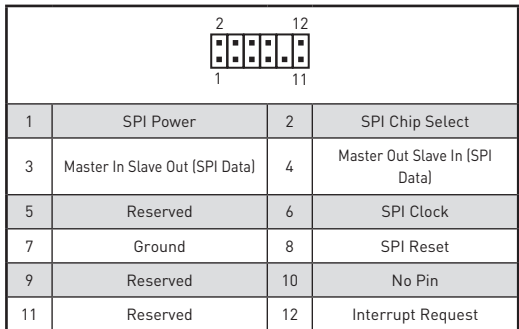 2 12
1 11
1 SPI Power 2 SPI Chip Select
3 Master In Slave Out (SPI Data) 4 Master Out Slave In (SPI
Data)
5 Reserved 6 SPI Clock
7 Ground 8 SPI Reset
9 Reserved 10 No Pin
11 Reserved 12 Interrupt Request